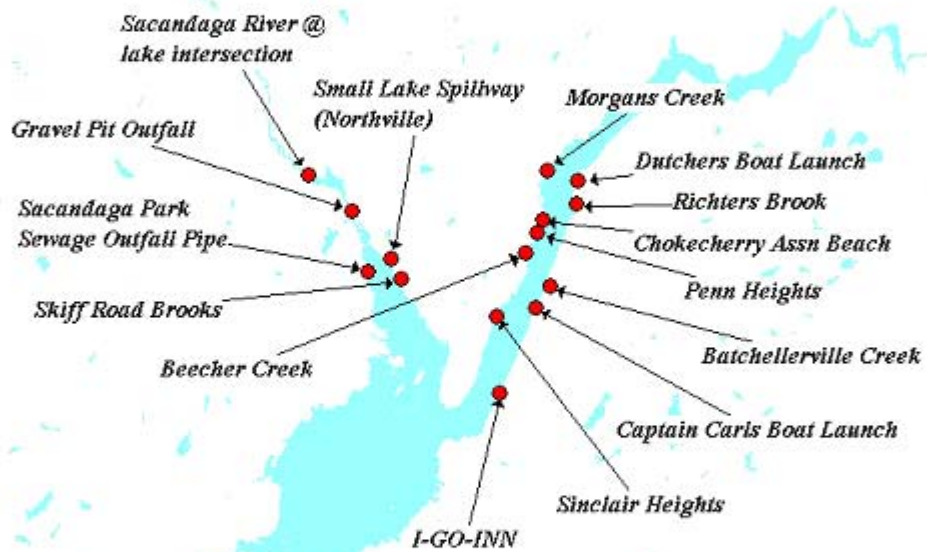 Sacandaga River @
lake intersection
Small Lake Spillway
(Northville)
Morgans Creek
Gravel Pit Outfall
Dutchers Boat Launch
Richters Brook
Sacandaga Park
Sewage Outfall Pipe
Chokecherry Assn Beach
Penn Heights
Skiff Road Brooks
Beecher Creek
Batchellerville Creek
Captain Carls Boat Launch
Sinclair Heights
I-GO-INN